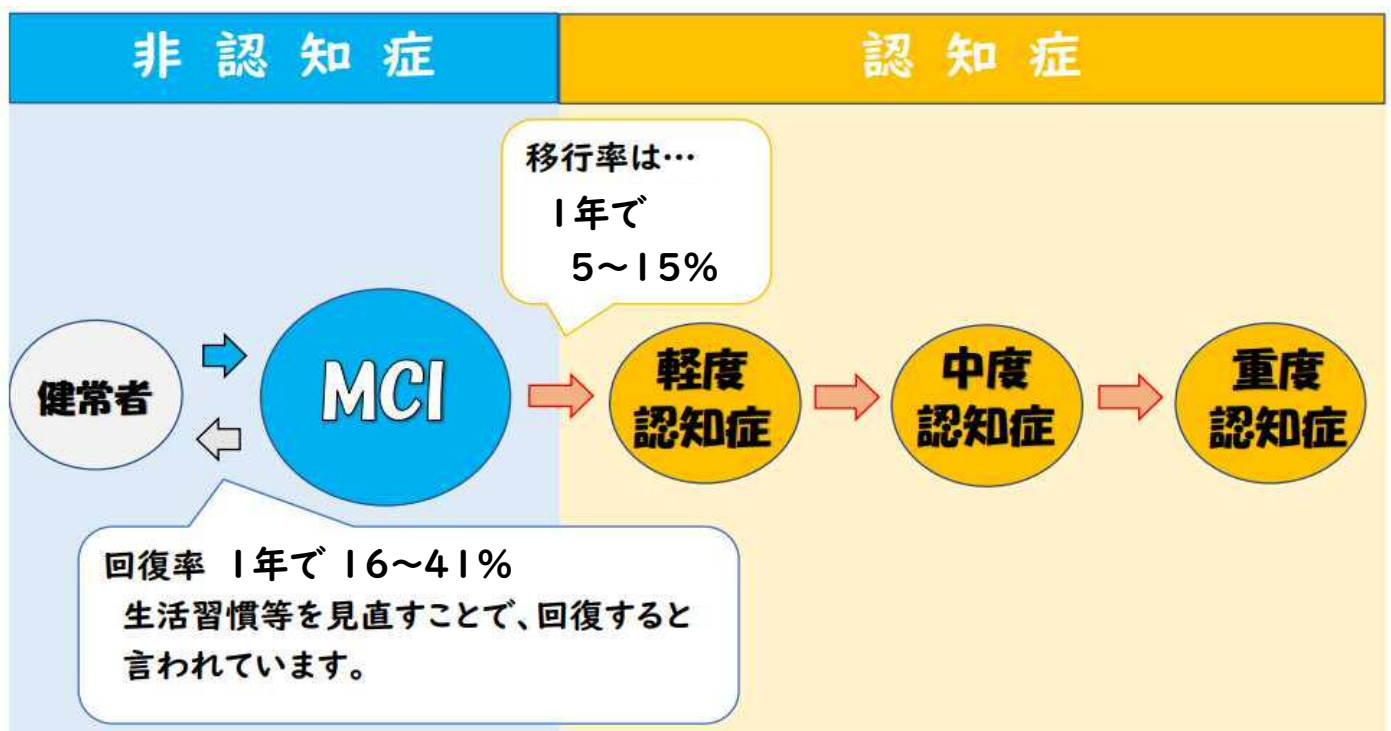 非認知症
認知症
移行率は…
1年で
5～15%
健常者
MCI
軽度
認知症
中度
認知症
重度
認知症
回復率 1年で 16～41%
生活習慣等を見直すことで、回復すると
言われています。